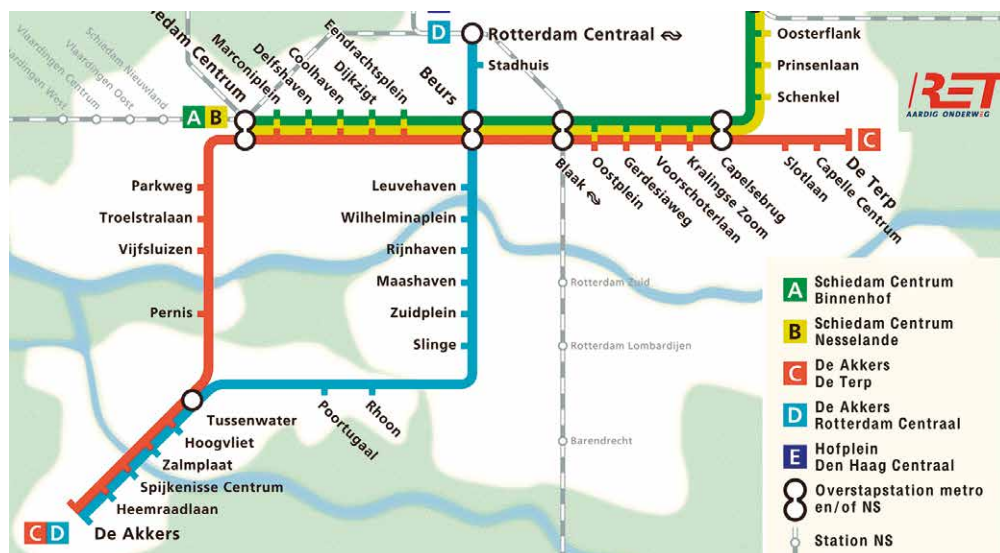 D
Rotterdam Centraal
Stadhuis
Oosterflank
Prinsenlaan
Schenkel
RET
AARDIG ONDERWEG
Vlaardingen Centrum
Vlaardingen Oost
Schiedam Nieuwland
A B
Marconiplein
Delfshaven
Coolhaven
Dijkzigt
Eendrachtsplein
Beurs
Blaak
Oostplein
Gerdesiaweg
Voorschoterlaan
Kralingse Zoom
Capelsebrug
Slotlaan
Capelle Centrum
De Terp
C
Parkweg
Troelstralaan
Vijfsluizen
Pernis
Leuvehaven
Wilhelminaplein
Rijnhaven
Maashaven
Zuidplein
Slinge
Rotterdam Zuid
Rotterdam Lombardijen
Barendrecht
Rhoon
Poortugaal
Tussenwater
Hoogvliet
Zalmplaat
Spijkenisse Centrum
Heemraadlaan
De Akkers
C D
A Schiedam Centrum
Binnenhof
B Schiedam Centrum
Nesselande
C De Akkers
De Terp
D De Akkers
Rotterdam Centraal
E Hofplein
Den Haag Centraal
Overstapstation metro
en/of NS
Station NS